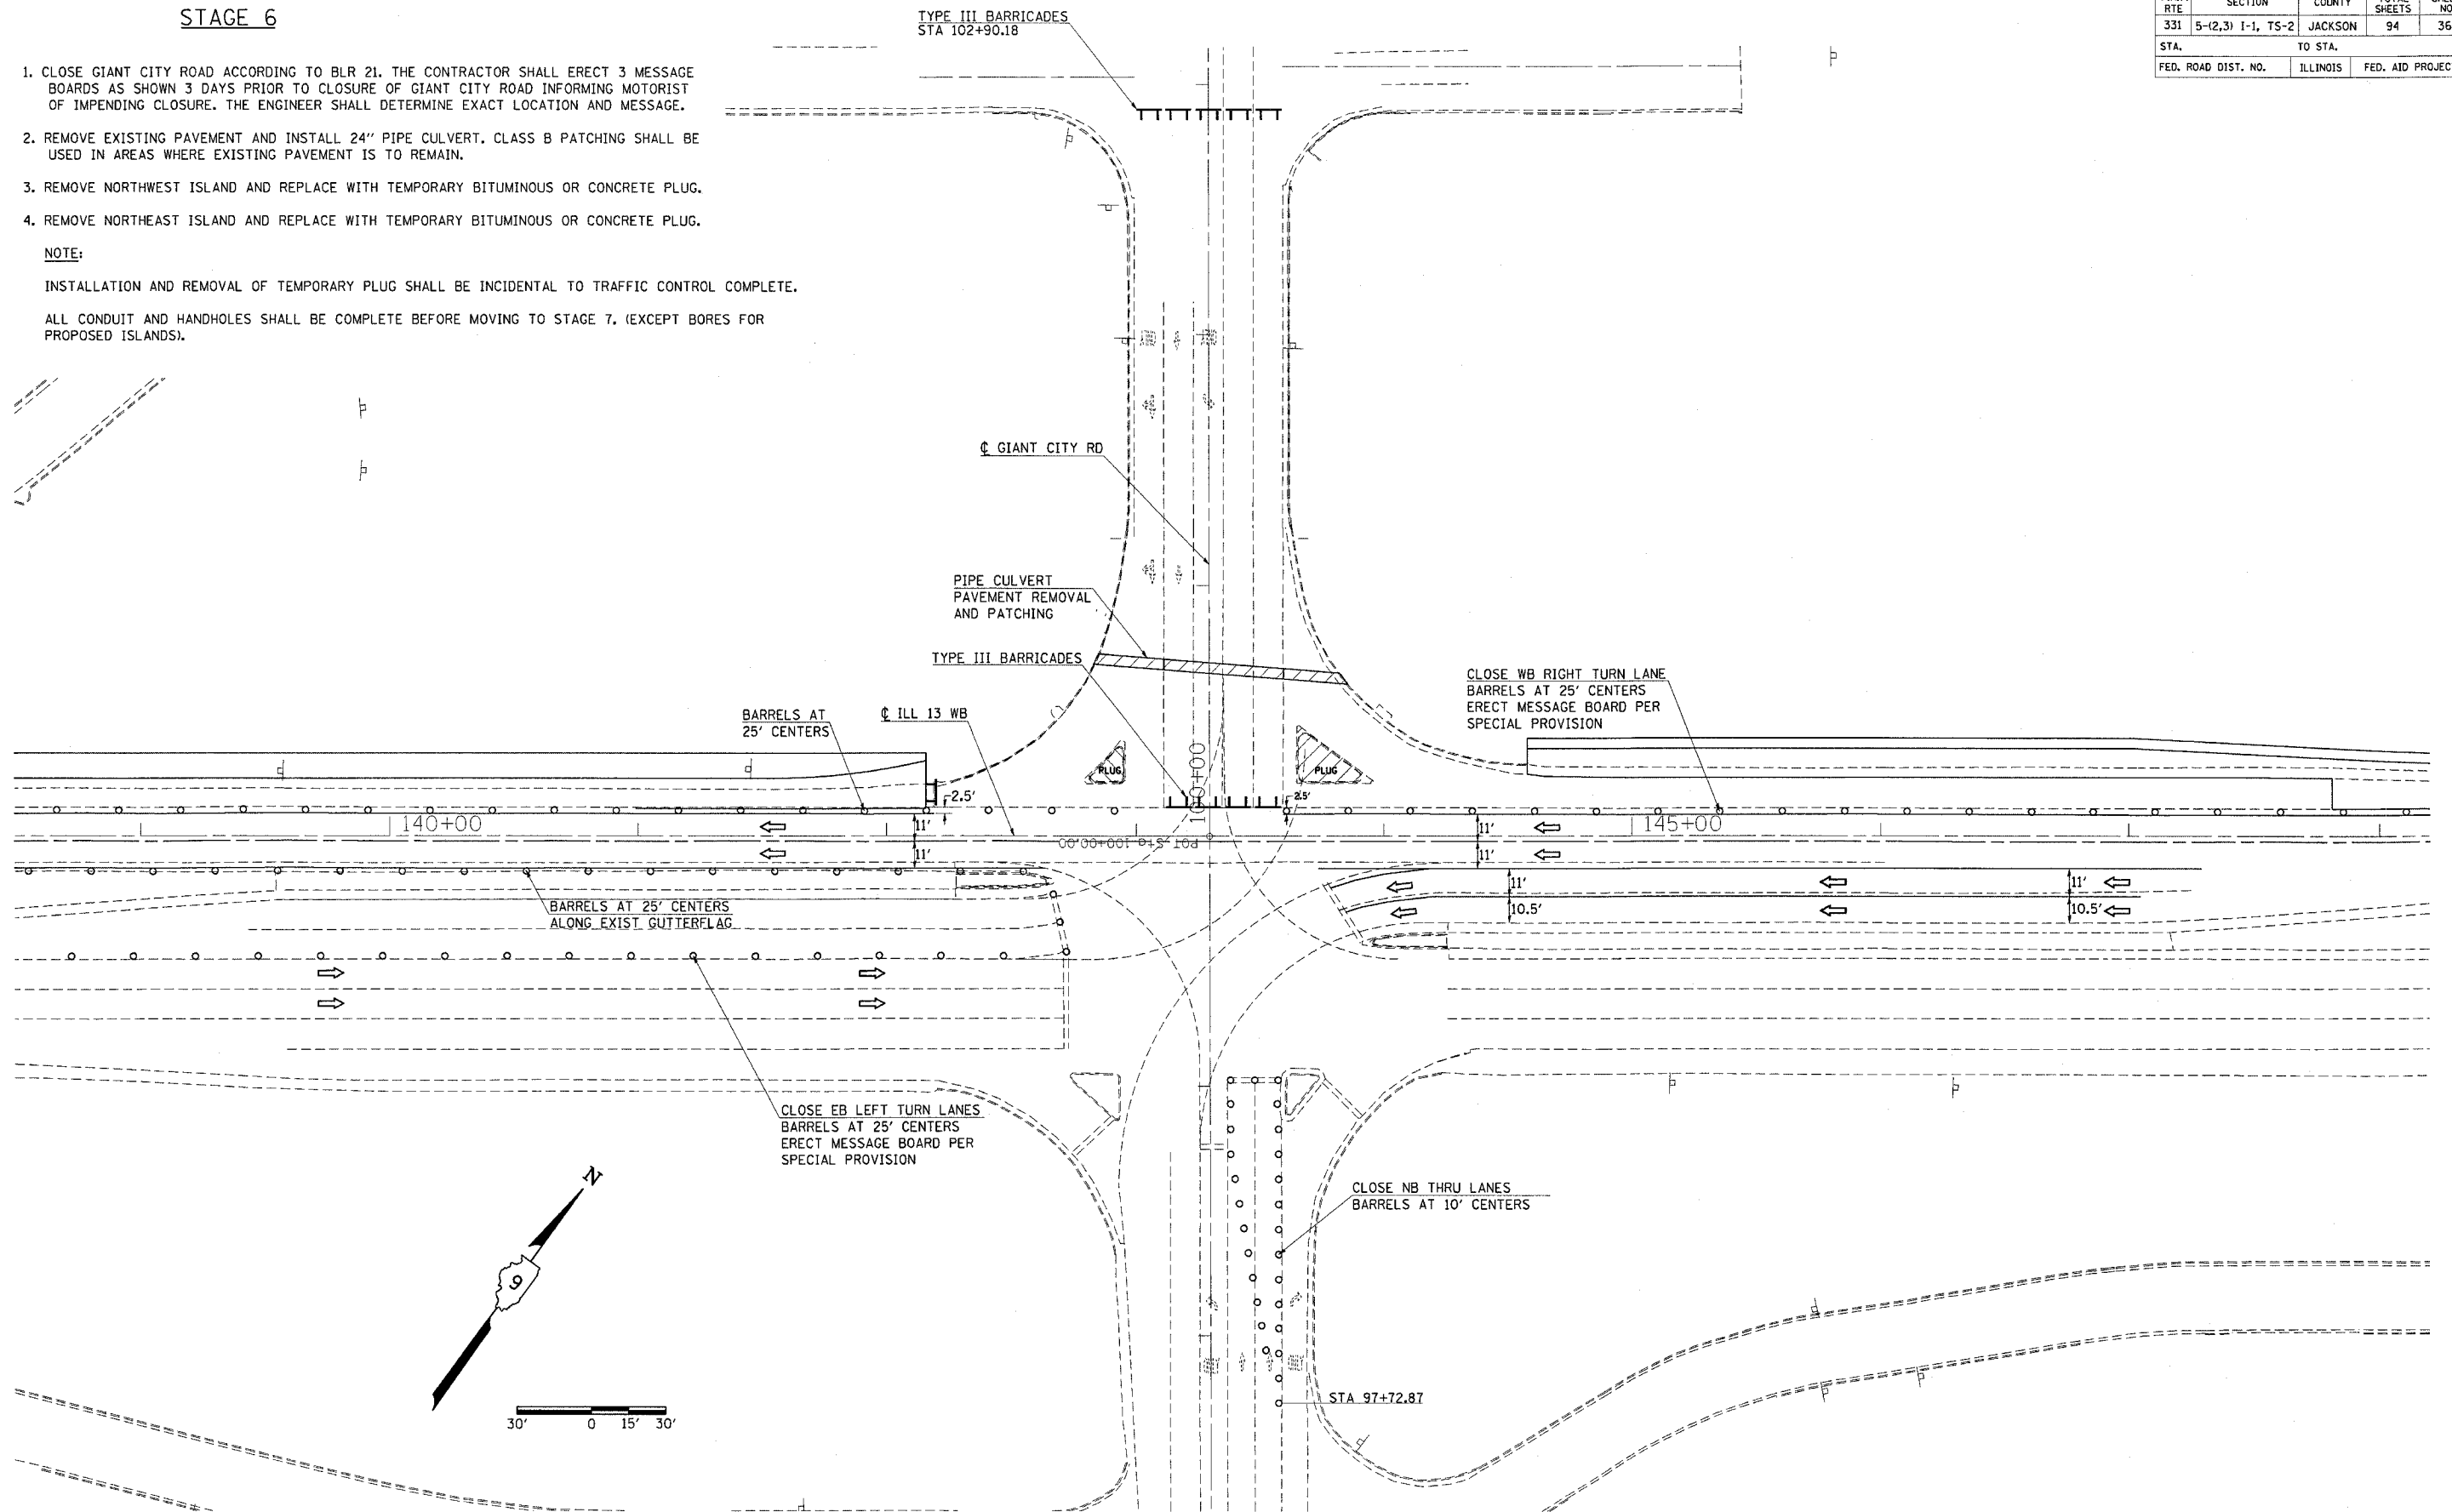 STAGE 6
1. CLOSE GIANT CITY ROAD ACCORDING TO BLR 21. THE CONTRACTOR SHALL ERECT 3 MESSAGE
BOARDS AS SHOWN 3 DAYS PRIOR TO CLOSURE OF GIANT CITY ROAD INFORMING MOTORIST
OF IMPENDING CLOSURE. THE ENGINEER SHALL DETERMINE EXACT LOCATION AND MESSAGE.
2. REMOVE EXISTING PAVEMENT AND INSTALL 24" PIPE CULVERT. CLASS B PATCHING SHALL BE
USED IN AREAS WHERE EXISTING PAVEMENT IS TO REMAIN.
3. REMOVE NORTHWEST ISLAND AND REPLACE WITH TEMPORARY BITUMINOUS OR CONCRETE PLUG.
4. REMOVE NORTHEAST ISLAND AND REPLACE WITH TEMPORARY BITUMINOUS OR CONCRETE PLUG.
NOTE:
INSTALLATION AND REMOVAL OF TEMPORARY PLUG SHALL BE INCIDENTAL TO TRAFFIC CONTROL COMPLETE.
ALL CONDUIT AND HANDHOLES SHALL BE COMPLETE BEFORE MOVING TO STAGE 7. (EXCEPT BORES FOR
PROPOSED ISLANDS).
TYPE III BARRICADES
STA 102+90.18
RTE SECTION COUNTY SHEETS NO
331 5-(2,3) I-1, TS-2 JACKSON 94 36
STA. TO STA.
FED. ROAD DIST. NO. ILLINOIS FED. AID PROJEC
℄ GIANT CITY RD
PIPE CULVERT
PAVEMENT REMOVAL
AND PATCHING
TYPE III BARRICADES
CLOSE WB RIGHT TURN LANE
BARRELS AT 25' CENTERS
ERECT MESSAGE BOARD PER
SPECIAL PROVISION
BARRELS AT
25' CENTERS
℄ ILL 13 WB
PLUG
PLUG
100+00
2.5'
2.5'
140+00
145+00
11'
11'
11'
11'
POT Sta 100+00.00
11'
10.5'
11'
10.5'
BARRELS AT 25' CENTERS
ALONG EXIST GUTTERFLAG
CLOSE EB LEFT TURN LANES
BARRELS AT 25' CENTERS
ERECT MESSAGE BOARD PER
SPECIAL PROVISION
CLOSE NB THRU LANES
BARRELS AT 10' CENTERS
N
9
STA 97+72.87
30' 0 15' 30'